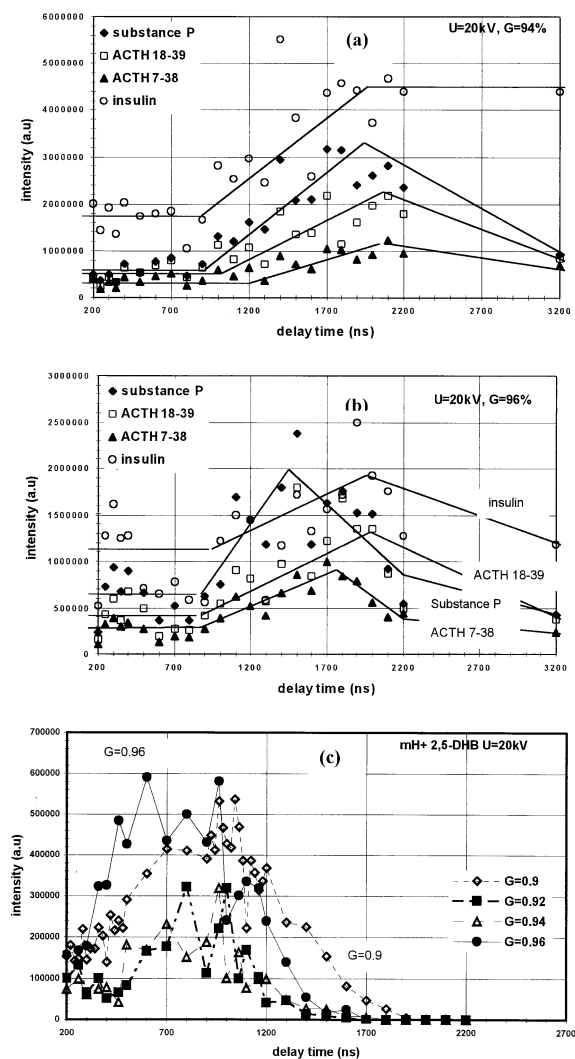 (a)
U=20kV, G=94%
substance P
ACTH 18-39
ACTH 7-38
insulin
6000000
5000000
4000000
3000000
2000000
1000000
0
intensity (a.u)
200 700 1200 1700 2200 2700 3200
delay time (ns)
(b)
U=20kV, G=96%
substance P
ACTH 18-39
ACTH 7-38
insulin
3000000
2500000
2000000
1500000
1000000
500000
0
intensity (a.u)
insulin
ACTH 18-39
Substance P
ACTH 7-38
200 700 1200 1700 2200 2700 3200
delay time (ns)
(c)
mH+ 2,5-DHB U=20kV
G=0.96
700000
600000
500000
400000
300000
200000
100000
0
intensity (a.u)
G=0.9
G=0.92
G=0.94
G=0.96
G=0.9
200 700 1200 1700 2200 2700
delay time (ns)